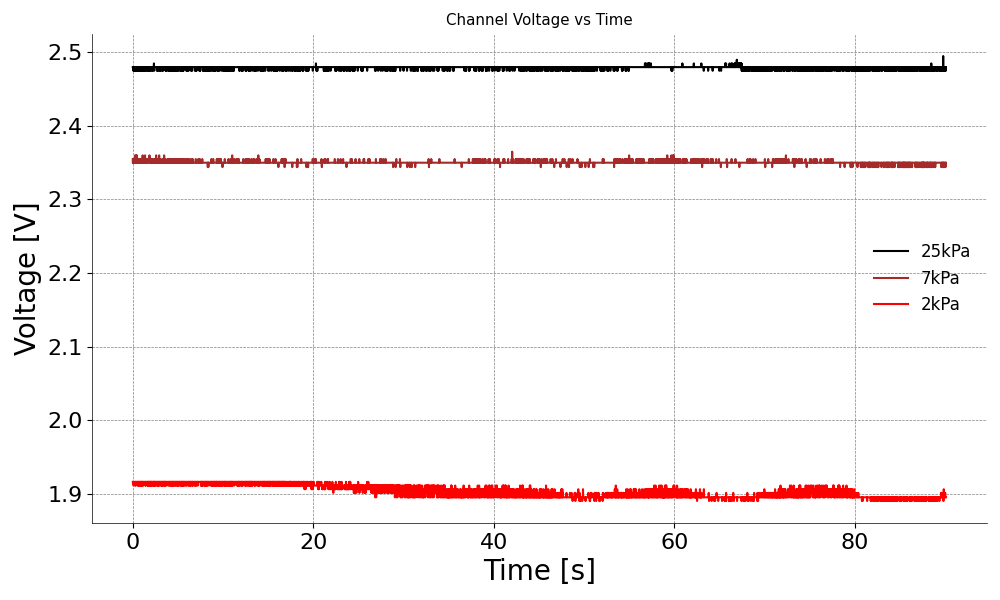 Channel Voltage vs Time
Voltage [V]
2.5
2.4
2.3
2.2
2.1
2.0
1.9
25kPa
7kPa
2kPa
0 20 40 60 80
Time [s]